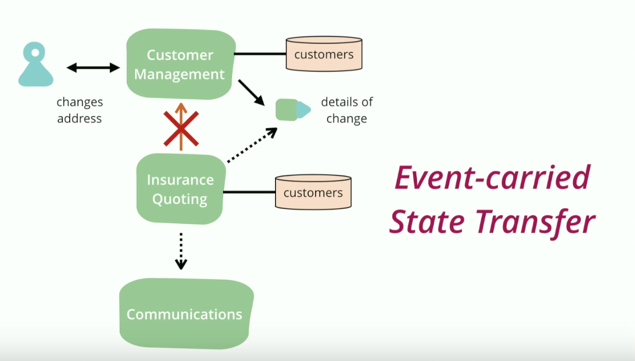 Customer
Management
customers
changes
address
details of
change
Insurance
Quoting
customers
Event-carried
State Transfer
Communications